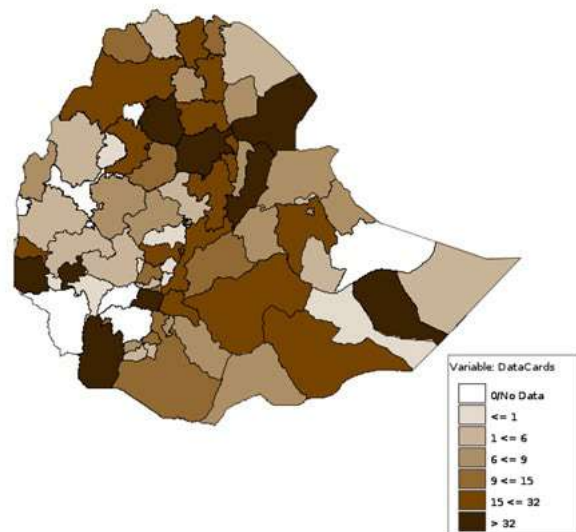 Variable: DataCards
0/No Data
<= 1
1 <= 6
6 <= 9
9 <= 15
15 <= 32
> 32